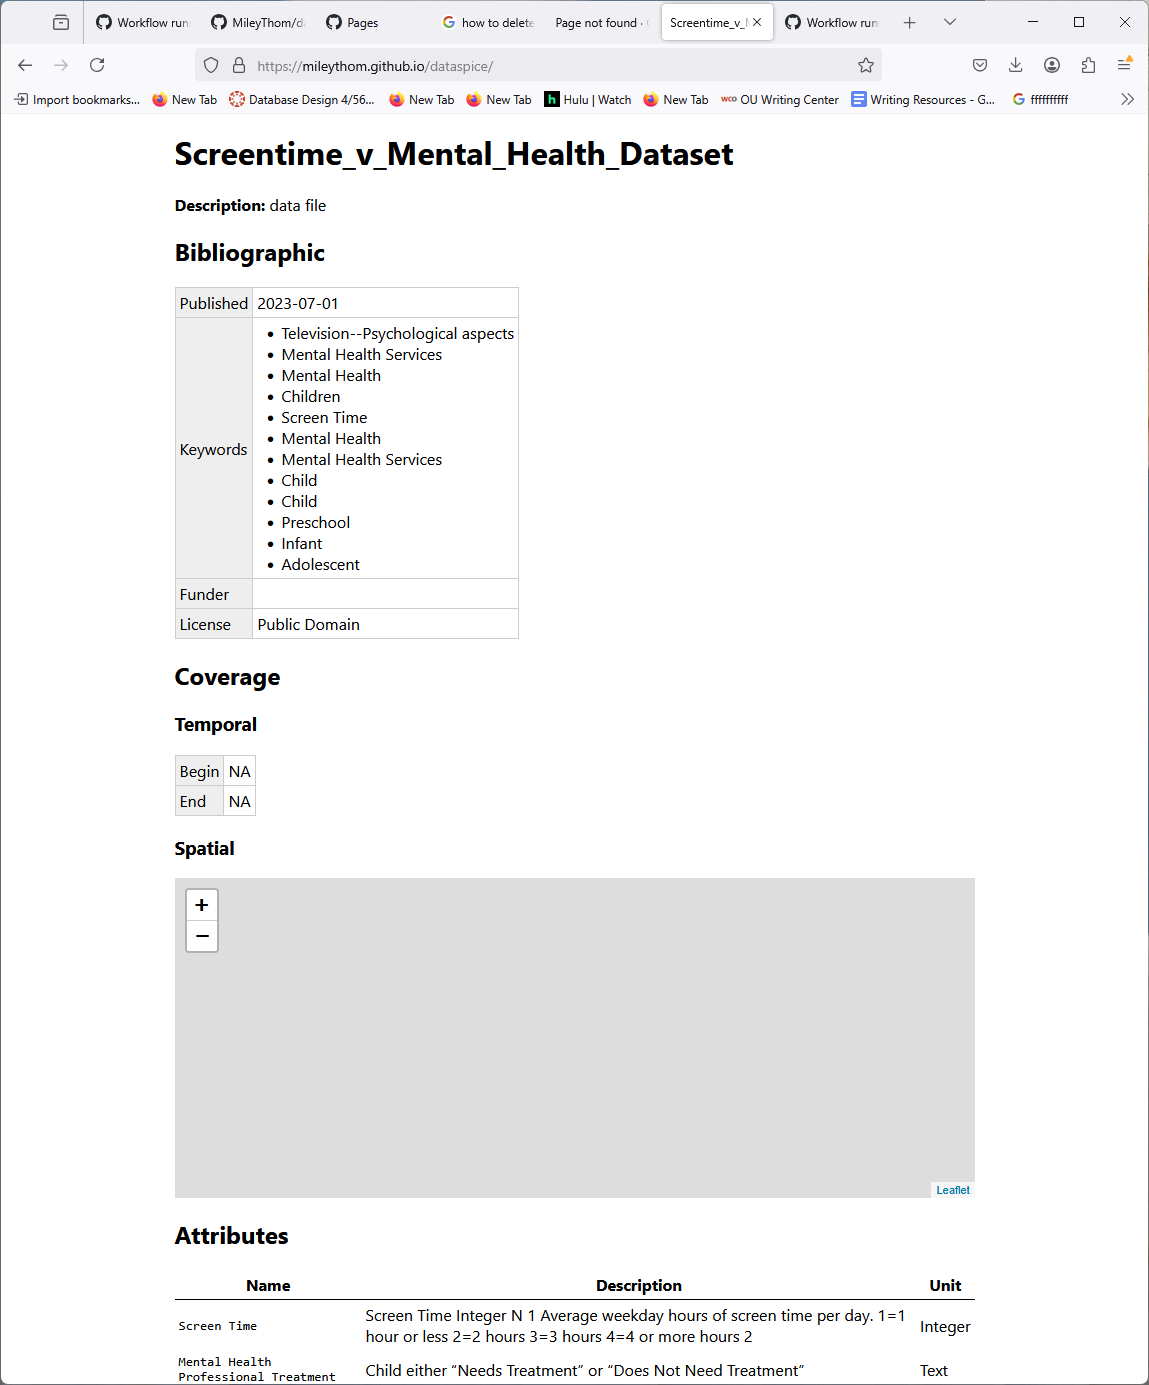 Workflow run
MileyThom/da
Pages
how to delete
Page not found ·
Screentime_v_M
Workflow run
https://mileythom.github.io/dataspice/
Import bookmarks...
New Tab
Database Design 4/56...
New Tab
New Tab
Hulu | Watch
New Tab
wco OU Writing Center
Writing Resources - G...
ffffffffff
Screentime_v_Mental_Health_Dataset
Description: data file
Bibliographic
Published 2023-07-01
Keywords
• Television--Psychological aspects
• Mental Health Services
• Mental Health
• Children
• Screen Time
• Mental Health
• Mental Health Services
• Child
• Child
• Preschool
• Infant
• Adolescent
Funder
License Public Domain
Coverage
Temporal
Begin NA
End NA
Spatial
+
−
Leaflet
Attributes
Name Description Unit
Screen Time
Screen Time Integer N 1 Average weekday hours of screen time per day. 1=1
hour or less 2=2 hours 3=3 hours 4=4 or more hours 2
Integer
Mental Health
Professional Treatment
Child either “Needs Treatment” or “Does Not Need Treatment”
Text